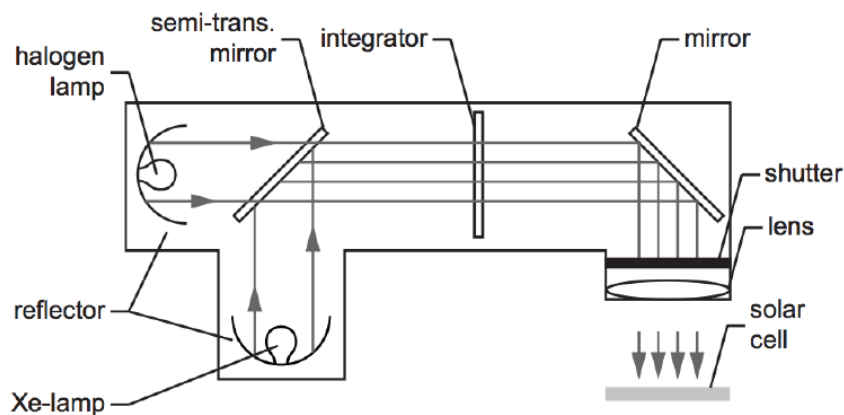 semi-trans.
mirror
integrator
mirror
halogen
lamp
shutter
lens
reflector
solar
cell
Xe-lamp